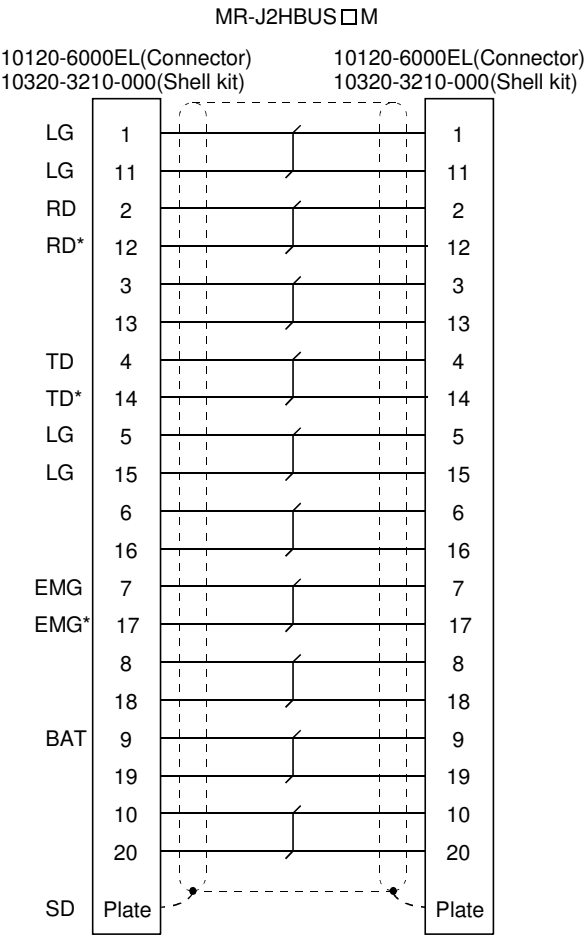 MR-J2HBUS□M
10120-6000EL(Connector) 10120-6000EL(Connector)
10320-3210-000(Shell kit) 10320-3210-000(Shell kit)
LG 1 1
LG 11 11
RD 2 2
RD* 12 12
3 3
13 13
TD 4 4
TD* 14 14
LG 5 5
LG 15 15
6 6
16 16
EMG 7 7
EMG* 17 17
8 8
18 18
BAT 9 9
19 19
10 10
20 20
SD Plate Plate